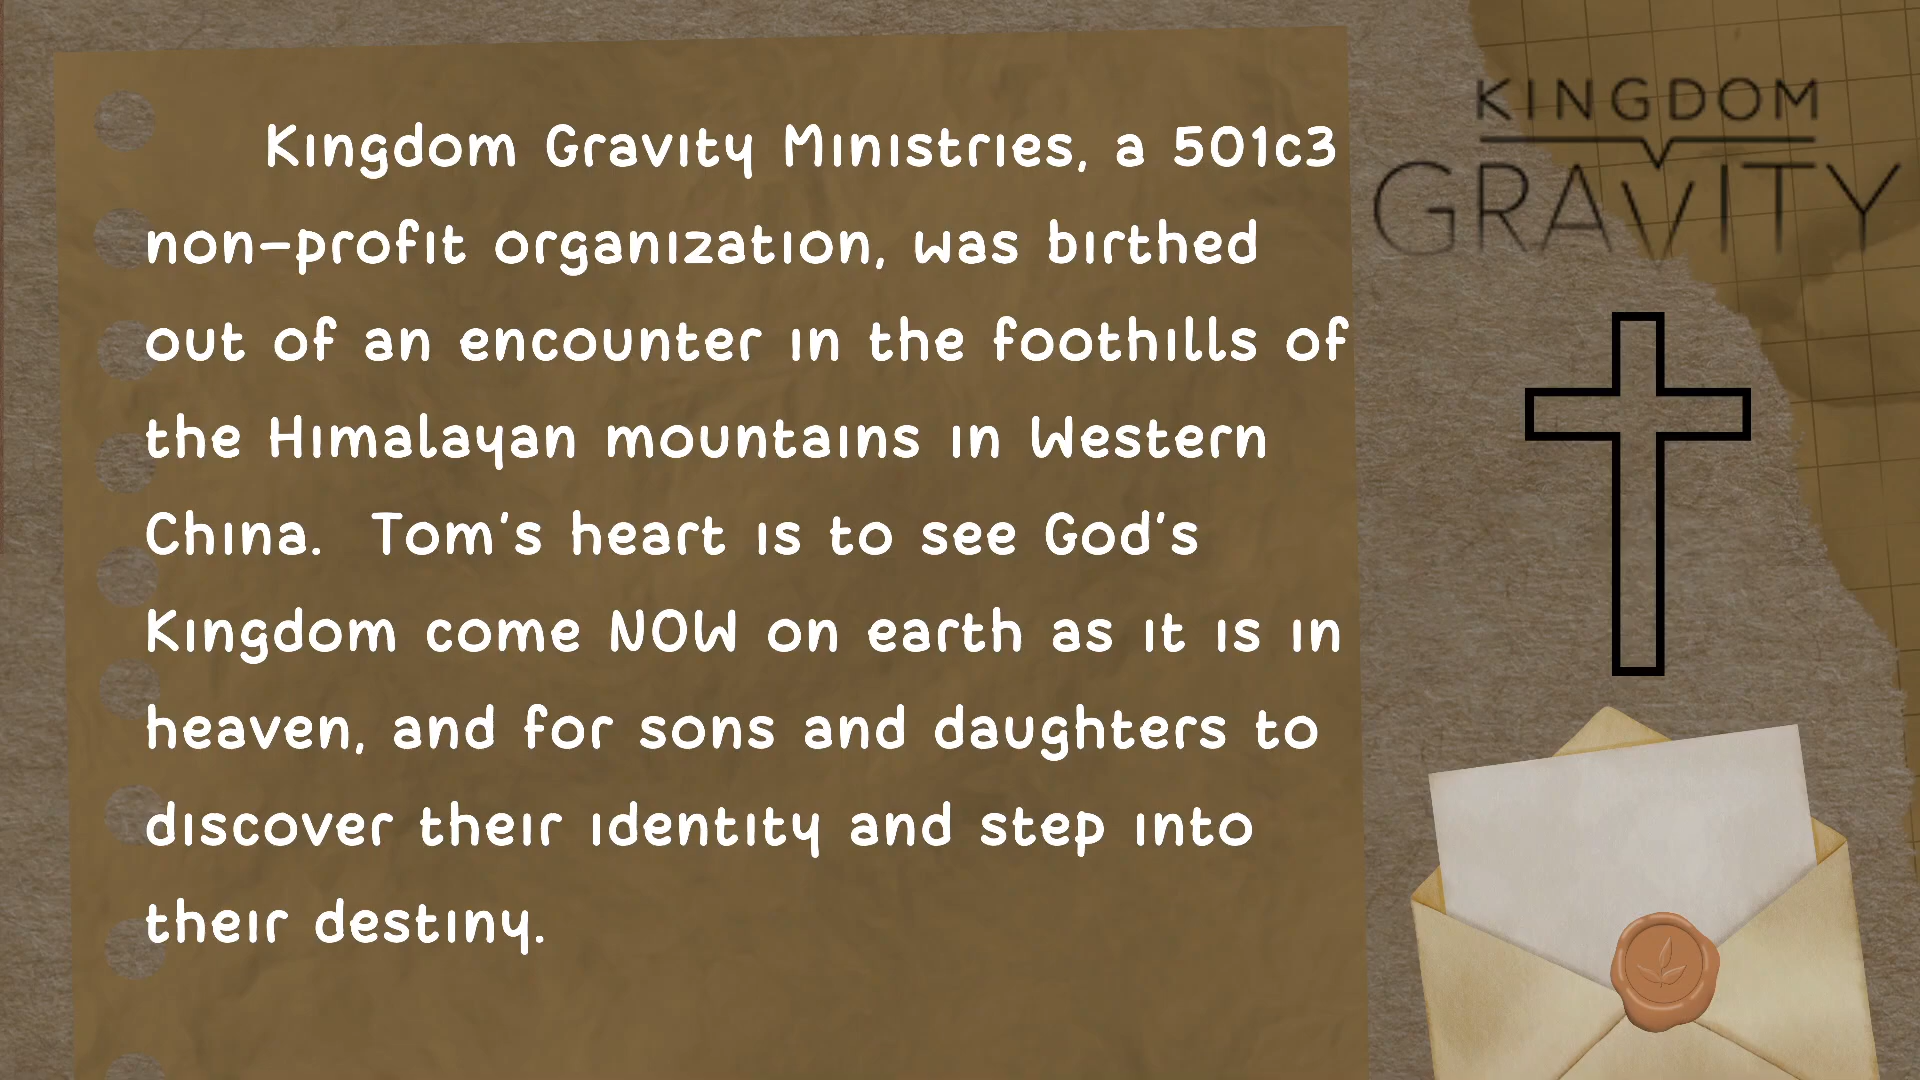 Kingdom Gravity Ministries, a 501c3
non-profit organization, was birthed
out of an encounter in the foothills of
the Himalayan mountains in Western
China.  Tom's heart is to see God's
Kingdom come NOW on earth as it is in
heaven, and for sons and daughters to
discover their identity and step into
their destiny.
KINGDOM
GRAVITY